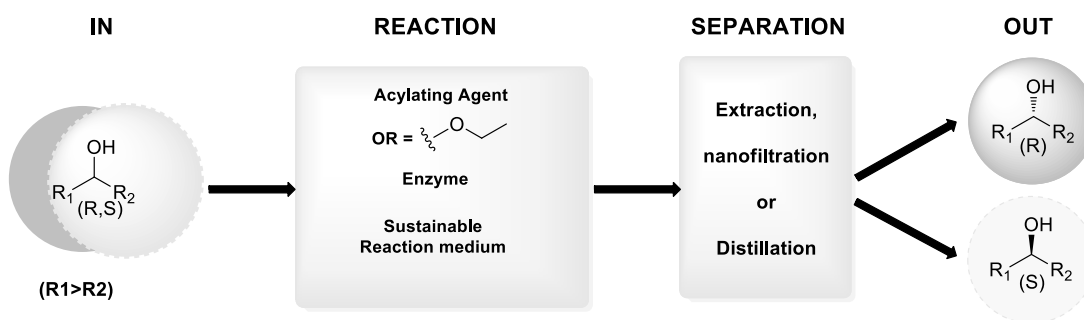 IN
OH
R1 R2
(R,S)
(R1>R2)
REACTION
Acylating Agent
OR = O
Enzyme
Sustainable
Reaction medium
SEPARATION
Extraction,
nanofiltration
or
Distillation
OUT
OH
R1 R2
(R)
OH
R1 R2
(S)